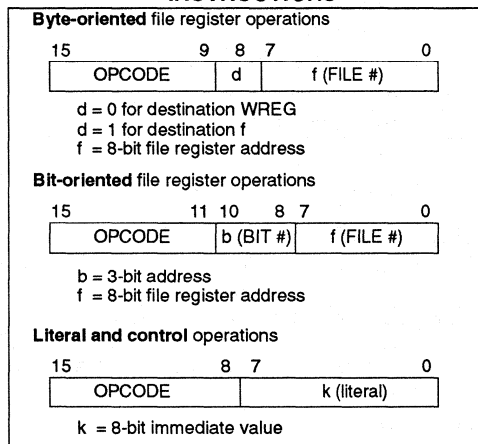 INSTRUCTIONS
Byte-oriented file register operations
15 9 8 7 0
OPCODE d f (FILE #)
d = 0 for destination WREG
d = 1 for destination f
f = 8-bit file register address
Bit-oriented file register operations
15 11 10 8 7 0
OPCODE b (BIT #) f (FILE #)
b = 3-bit address
f = 8-bit file register address
Literal and control operations
15 8 7 0
OPCODE k (literal)
k = 8-bit immediate value